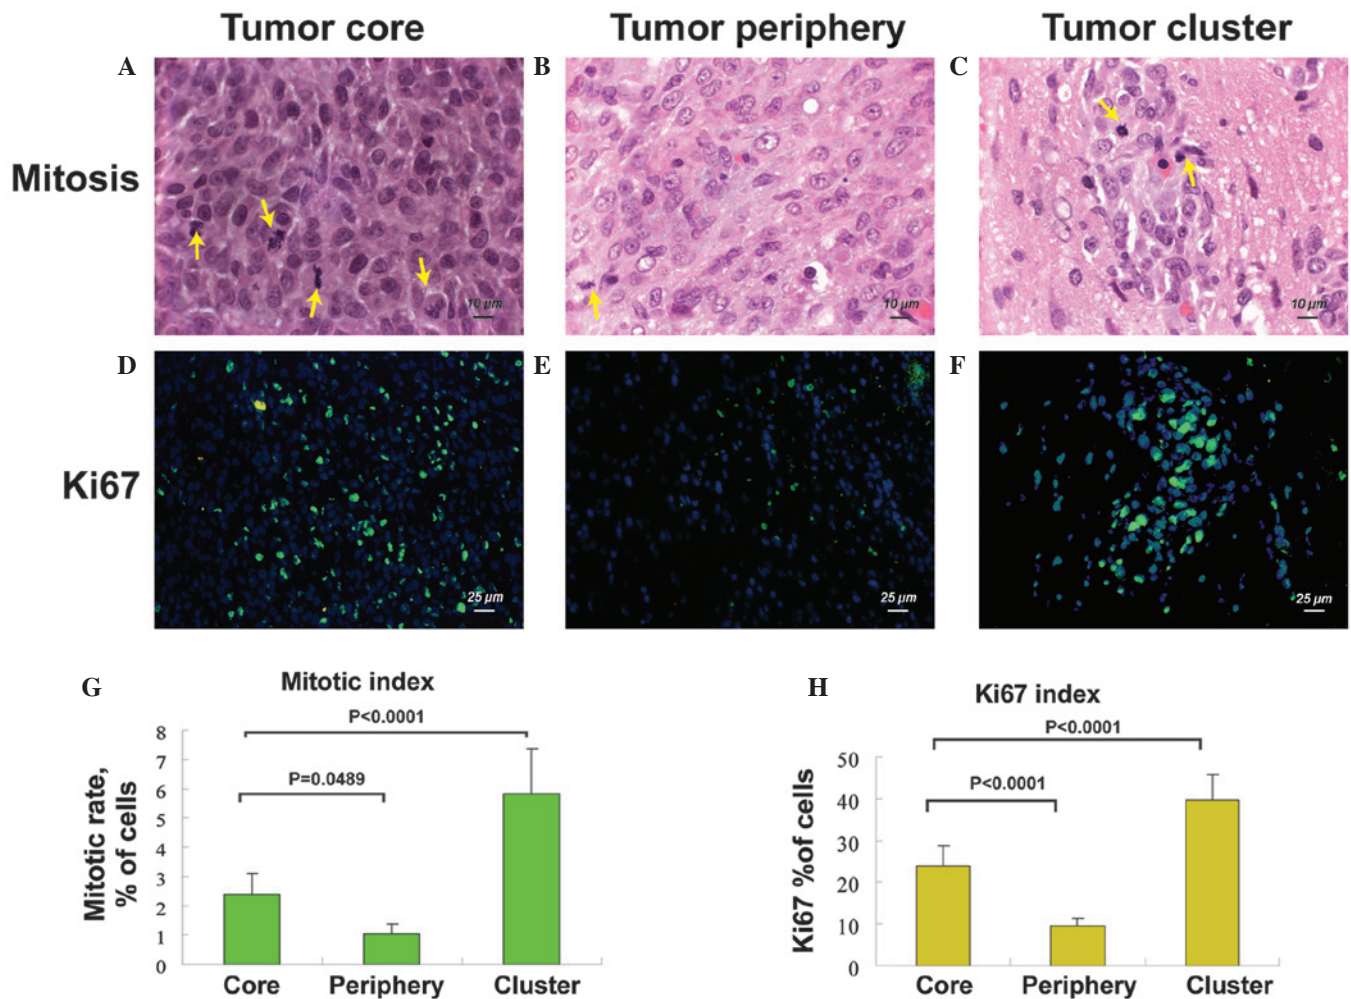 Tumor core Tumor periphery Tumor cluster
A B C
Mitosis
10 µm 10 µm 10 µm
D E F
Ki67
25 µm 25 µm 25 µm
G
Mitotic index
P<0.0001
P=0.0489
Mitotic rate,
% of cells
8
7
6
5
4
3
2
1
0
Core Periphery Cluster
H
Ki67 index
P<0.0001
P<0.0001
Ki67 %of cells
50
40
30
20
10
0
Core Periphery Cluster